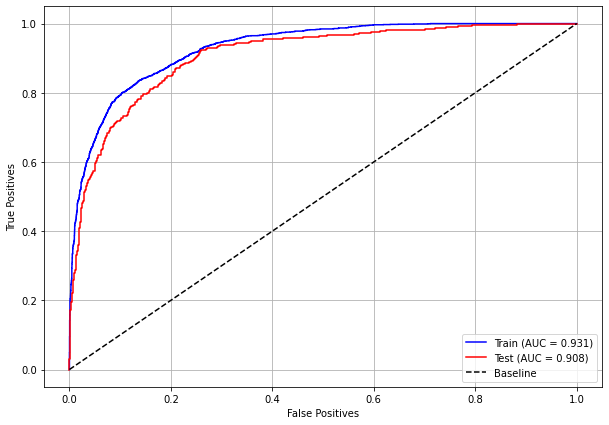 1.0
0.8
0.6
0.4
0.2
0.0
True Positives
0.0 0.2 0.4 0.6 0.8 1.0
False Positives
Train (AUC = 0.931)
Test (AUC = 0.908)
Baseline